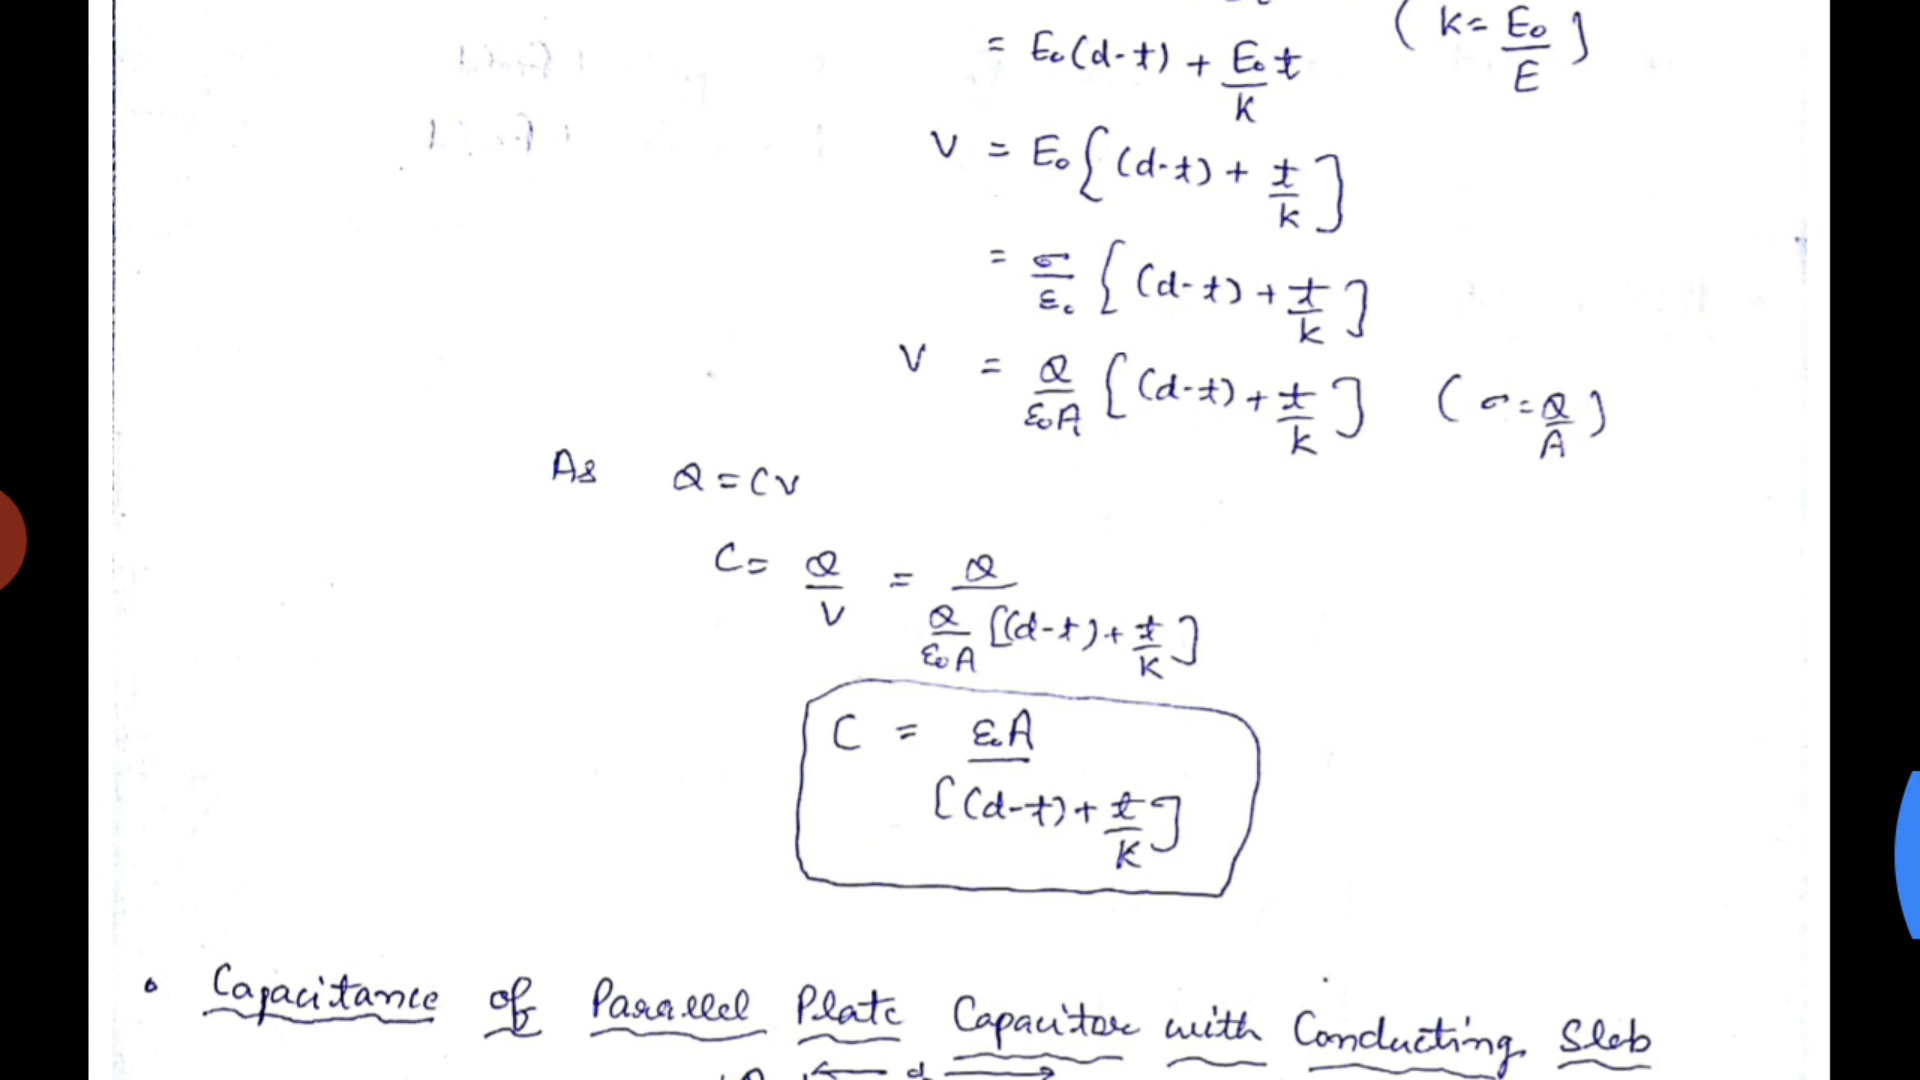 = E₀(d-t) + E₀t/k (k = E₀/E)
V = E₀{(d-t) + t/k]
= σ/ε₀ {(d-t) + t/k]
V = Q/ε₀A [(d-t) + t/k] (σ = Q/A)
As Q = CV
C = Q/V = Q/(Q/ε₀A [(d-t) + t/k])
C = ε₀A/[(d-t) + t/k]
• Capacitance of Parallel Plate Capacitor with Conducting Slab
d